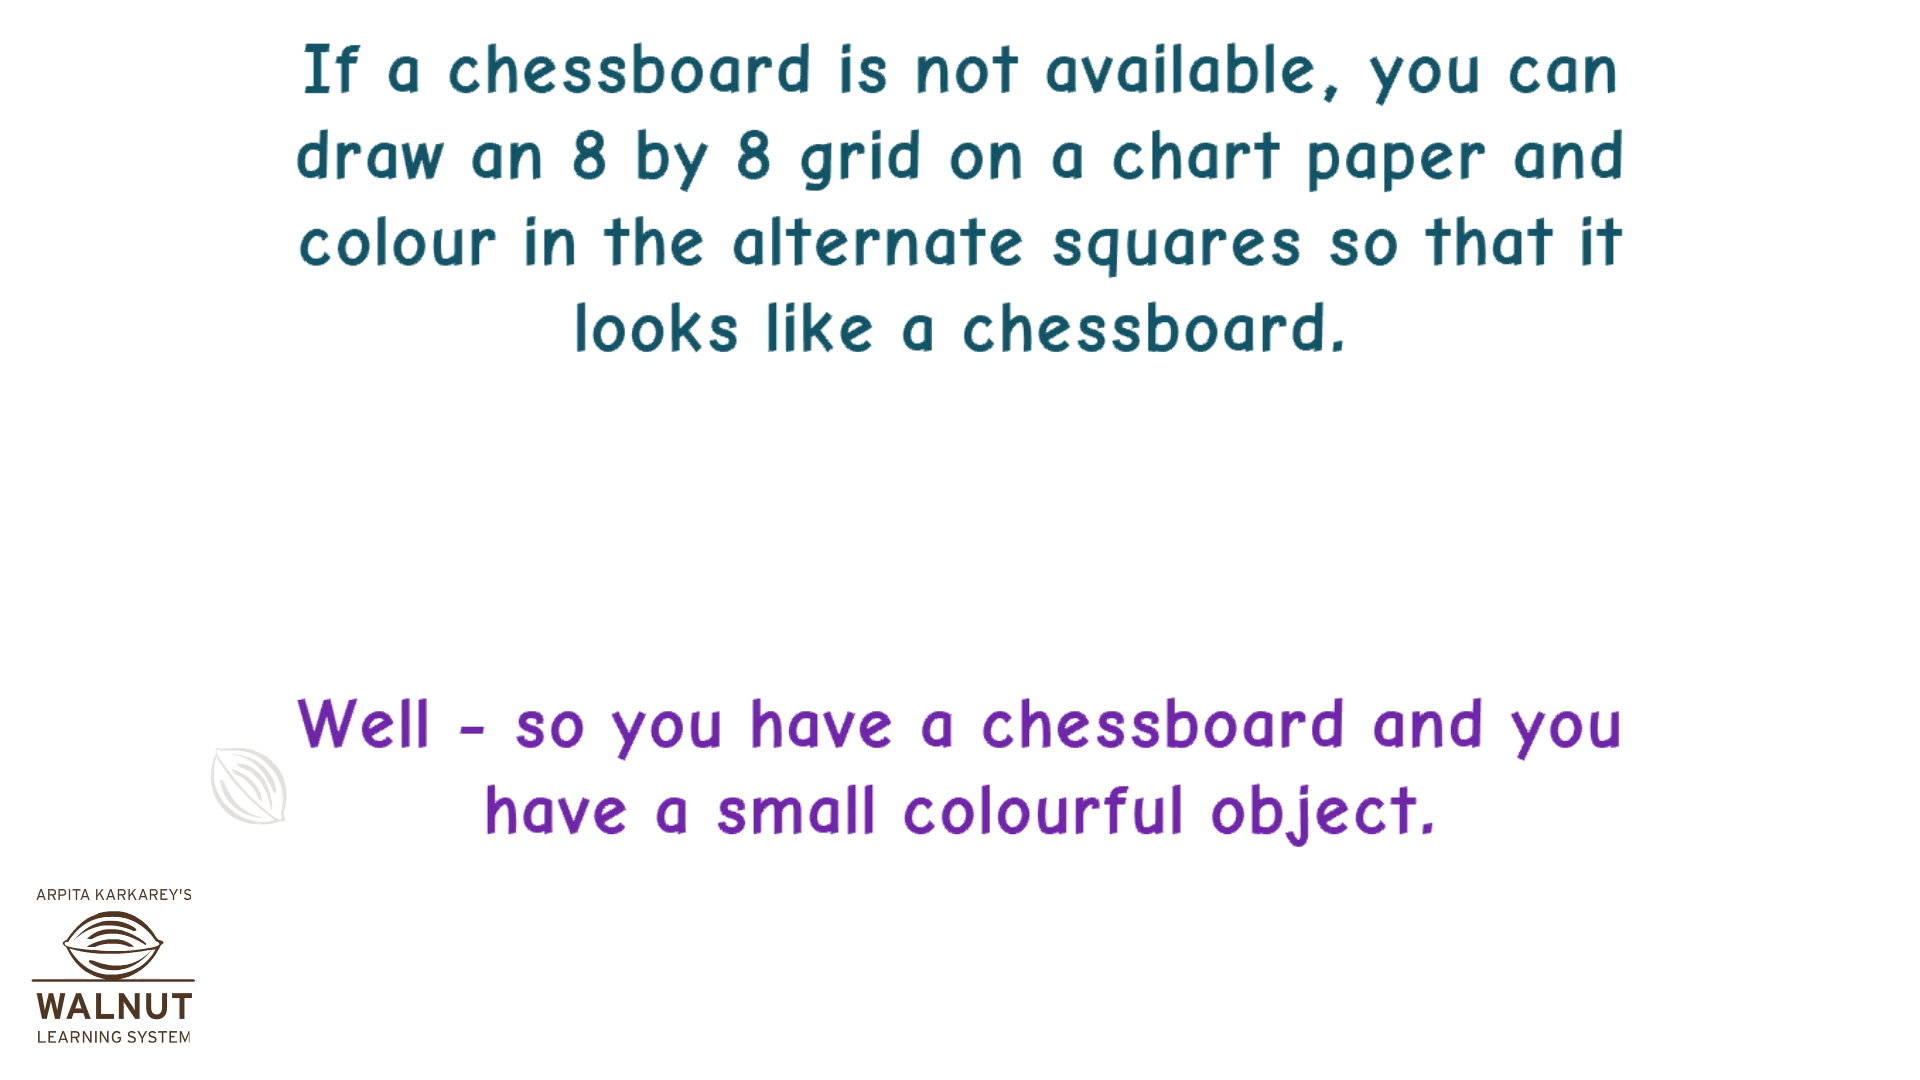 If a chessboard is not available, you can
draw an 8 by 8 grid on a chart paper and
colour in the alternate squares so that it
looks like a chessboard.
Well - so you have a chessboard and you
have a small colourful object.
ARPITA KARKAREY'S
WALNUT
LEARNING SYSTEM